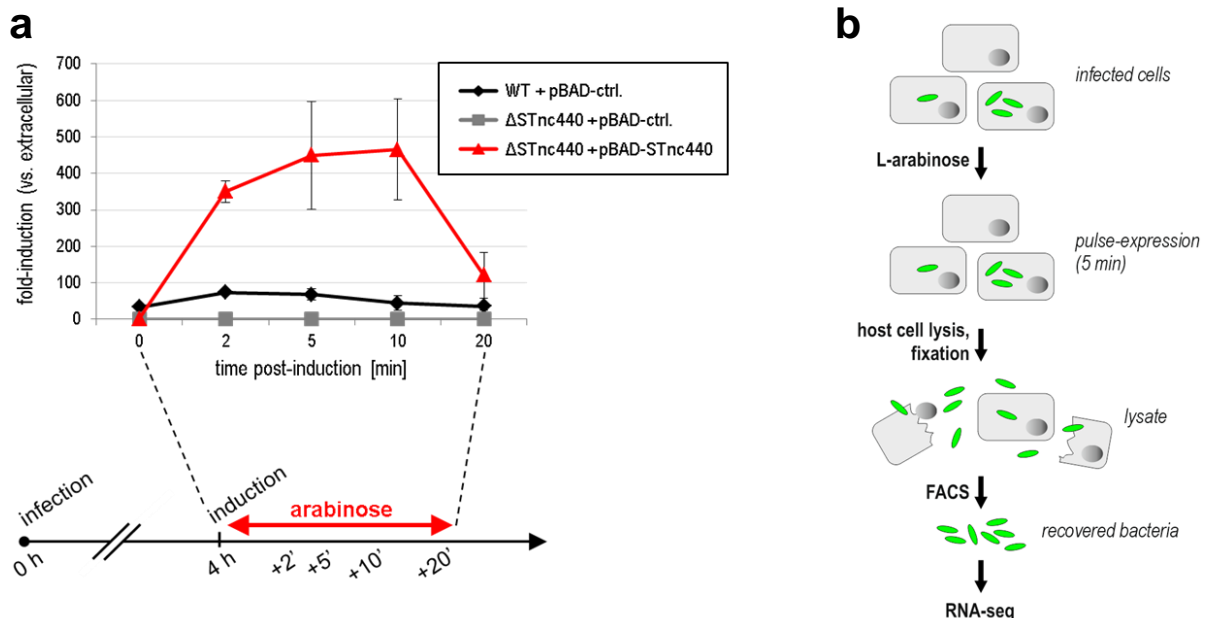 a
700
600
500
400
300
200
100
0
fold-induction (vs. extracellular)
0 2 5 10 20
time post-induction [min]
WT + pBAD-ctrl.
ΔSTnc440 +pBAD-ctrl.
ΔSTnc440 +pBAD-STnc440
infection
induction
arabinose
0 h
4 h
+2'
+5'
+10'
+20'
b
infected cells
L-arabinose
pulse-expression
(5 min)
host cell lysis,
fixation
lysate
FACS
recovered bacteria
RNA-seq